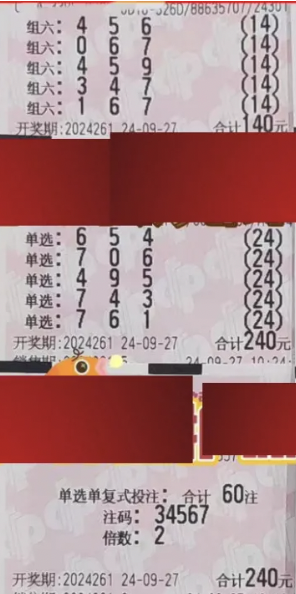 组六: 4 5 6 (14)
组六: 0 6 7 (14)
组六: 4 5 9 (14)
组六: 3 4 7 (14)
组六: 1 6 7 (14)
开奖期:2024261 24-09-27 合计140元
单选: 6 5 4 (24)
单选: 7 0 6 (24)
单选: 4 9 5 (24)
单选: 7 4 3 (24)
单选: 7 6 1 (24)
开奖期:2024261 24-09-27 合计240元
24-09-27 10:24:
单选单复式投注: 合计 60注
注码: 34567
倍数: 2
开奖期:2024261 24-09-27 合计240元